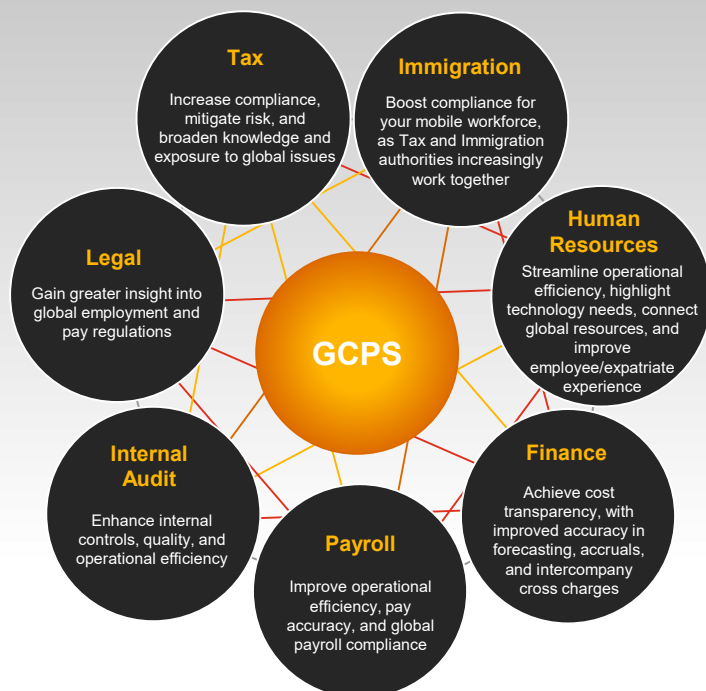 Tax
Increase compliance,
mitigate risk, and
broaden knowledge and
exposure to global issues
Immigration
Boost compliance for
your mobile workforce,
as Tax and Immigration
authorities increasingly
work together
Human
Resources
Streamline operational
efficiency, highlight
technology needs, connect
global resources, and
improve
employee/expatriate
experience
Finance
Achieve cost
transparency, with
improved accuracy in
forecasting, accruals,
and intercompany
cross charges
Payroll
Improve operational
efficiency, pay
accuracy, and global
payroll compliance
Internal
Audit
Enhance internal
controls, quality, and
operational efficiency
Legal
Gain greater insight into
global employment and
pay regulations
GCPS